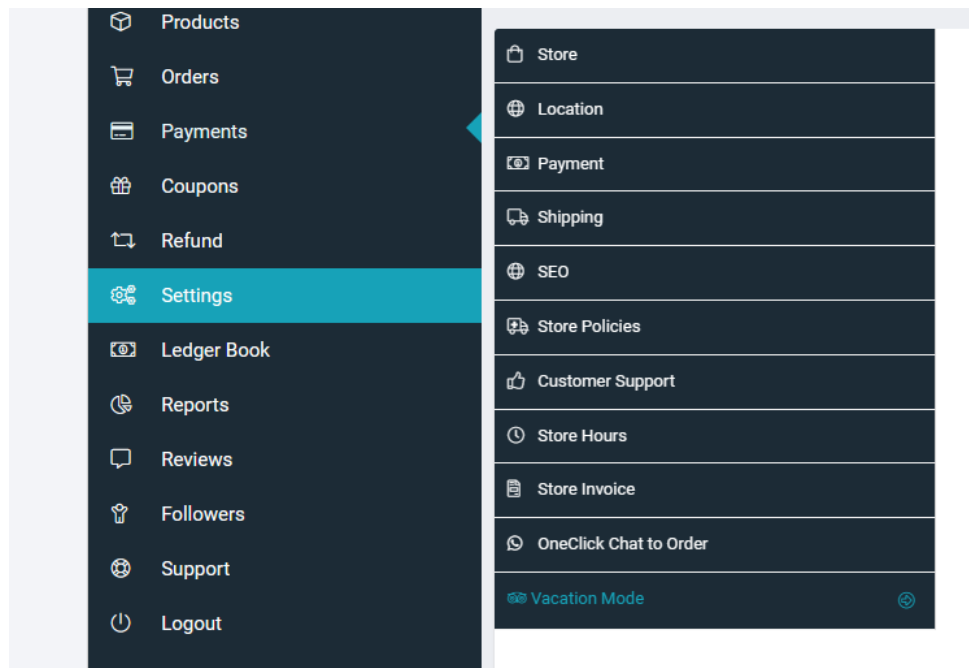 Products
Orders
Payments
Coupons
Refund
Settings
Ledger Book
Reports
Reviews
Followers
Support
Logout
Store
Location
Payment
Shipping
SEO
Store Policies
Customer Support
Store Hours
Store Invoice
OneClick Chat to Order
Vacation Mode